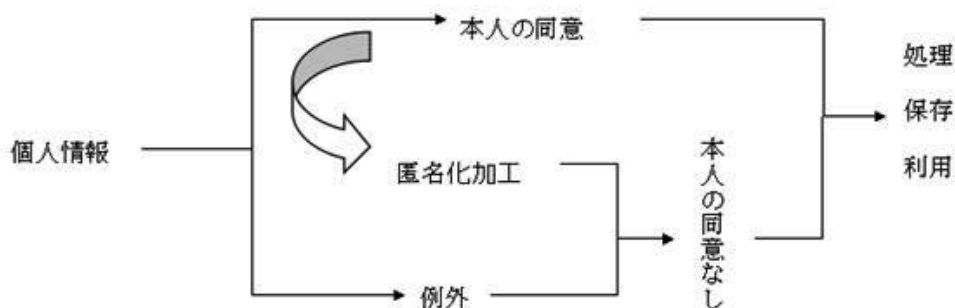 本人の同意
処理
保存
利用
個人情報
匿名化加工
本人の同意なし
例外